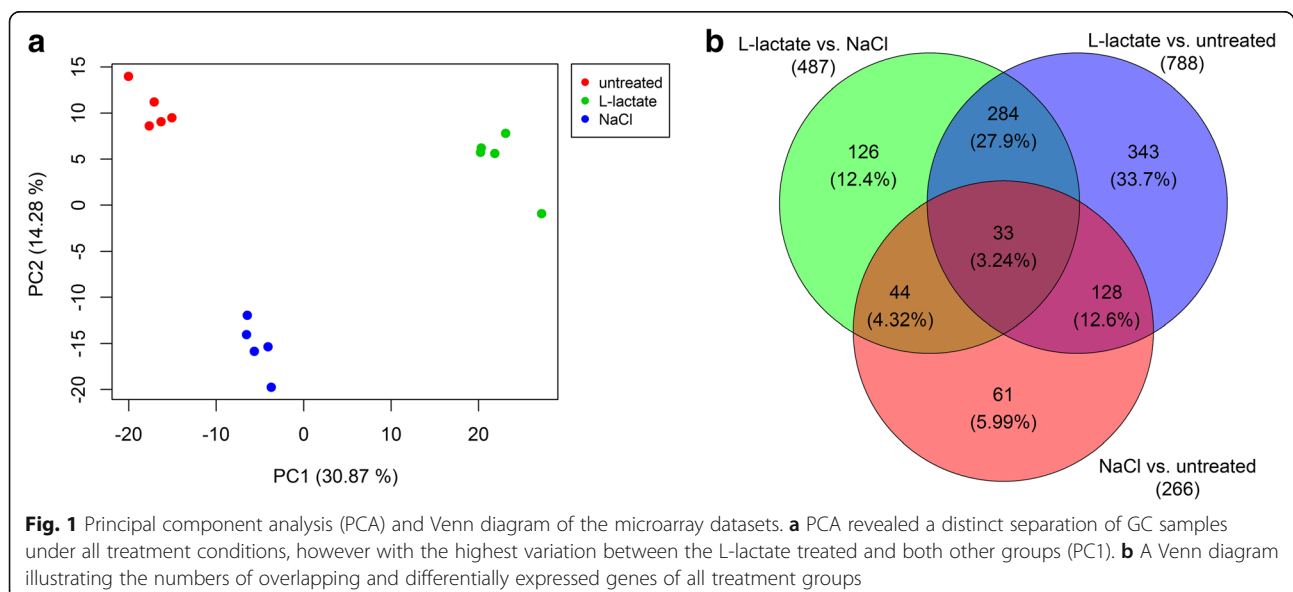 a
15
10
5
0
-5
-10
-15
-20
PC2 (14.28 %)
-20 -10 0 10 20
PC1 (30.87 %)
untreated
L-lactate
NaCl
b
L-lactate vs. NaCl
(487)
L-lactate vs. untreated
(788)
284
(27.9%)
126
(12.4%)
343
(33.7%)
33
(3.24%)
44
(4.32%)
128
(12.6%)
61
(5.99%)
NaCl vs. untreated
(266)
Fig. 1 Principal component analysis (PCA) and Venn diagram of the microarray datasets. a PCA revealed a distinct separation of GC samples
under all treatment conditions, however with the highest variation between the L-lactate treated and both other groups (PC1). b A Venn diagram
illustrating the numbers of overlapping and differentially expressed genes of all treatment groups